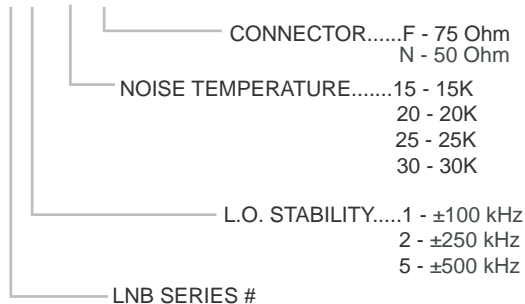 CONNECTOR......F - 75 Ohm
N - 50 Ohm
NOISE TEMPERATURE.......15 - 15K
20 - 20K
25 - 25K
30 - 30K
L.O. STABILITY.....1 - ±100 kHz
2 - ±250 kHz
5 - ±500 kHz
LNB SERIES #